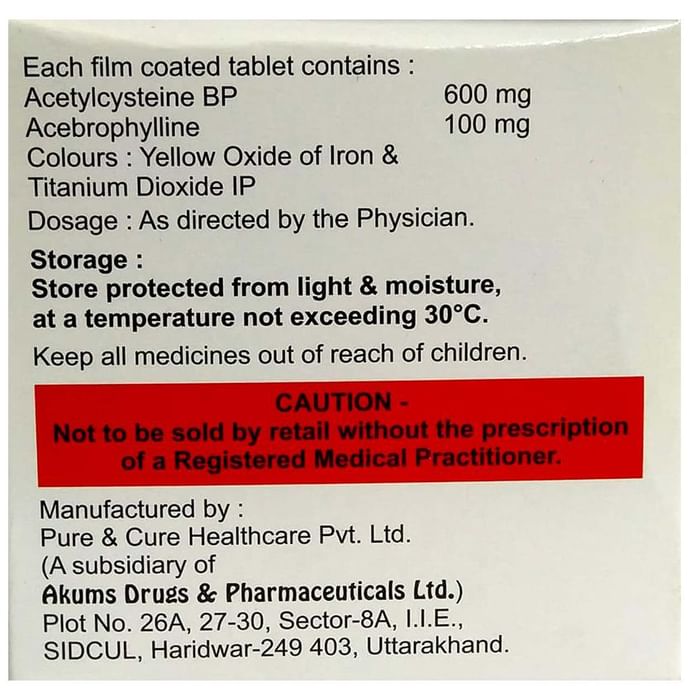 Each film coated tablet contains :
Acetylcysteine BP 600 mg
Acebrophylline 100 mg
Colours : Yellow Oxide of Iron &
Titanium Dioxide IP
Dosage : As directed by the Physician.
Storage :
Store protected from light & moisture,
at a temperature not exceeding 30°C.
Keep all medicines out of reach of children.
CAUTION -
Not to be sold by retail without the prescription
of a Registered Medical Practitioner.
Manufactured by :
Pure & Cure Healthcare Pvt. Ltd.
(A subsidiary of
Akums Drugs & Pharmaceuticals Ltd.)
Plot No. 26A, 27-30, Sector-8A, I.I.E.,
SIDCUL, Haridwar-249 403, Uttarakhand.